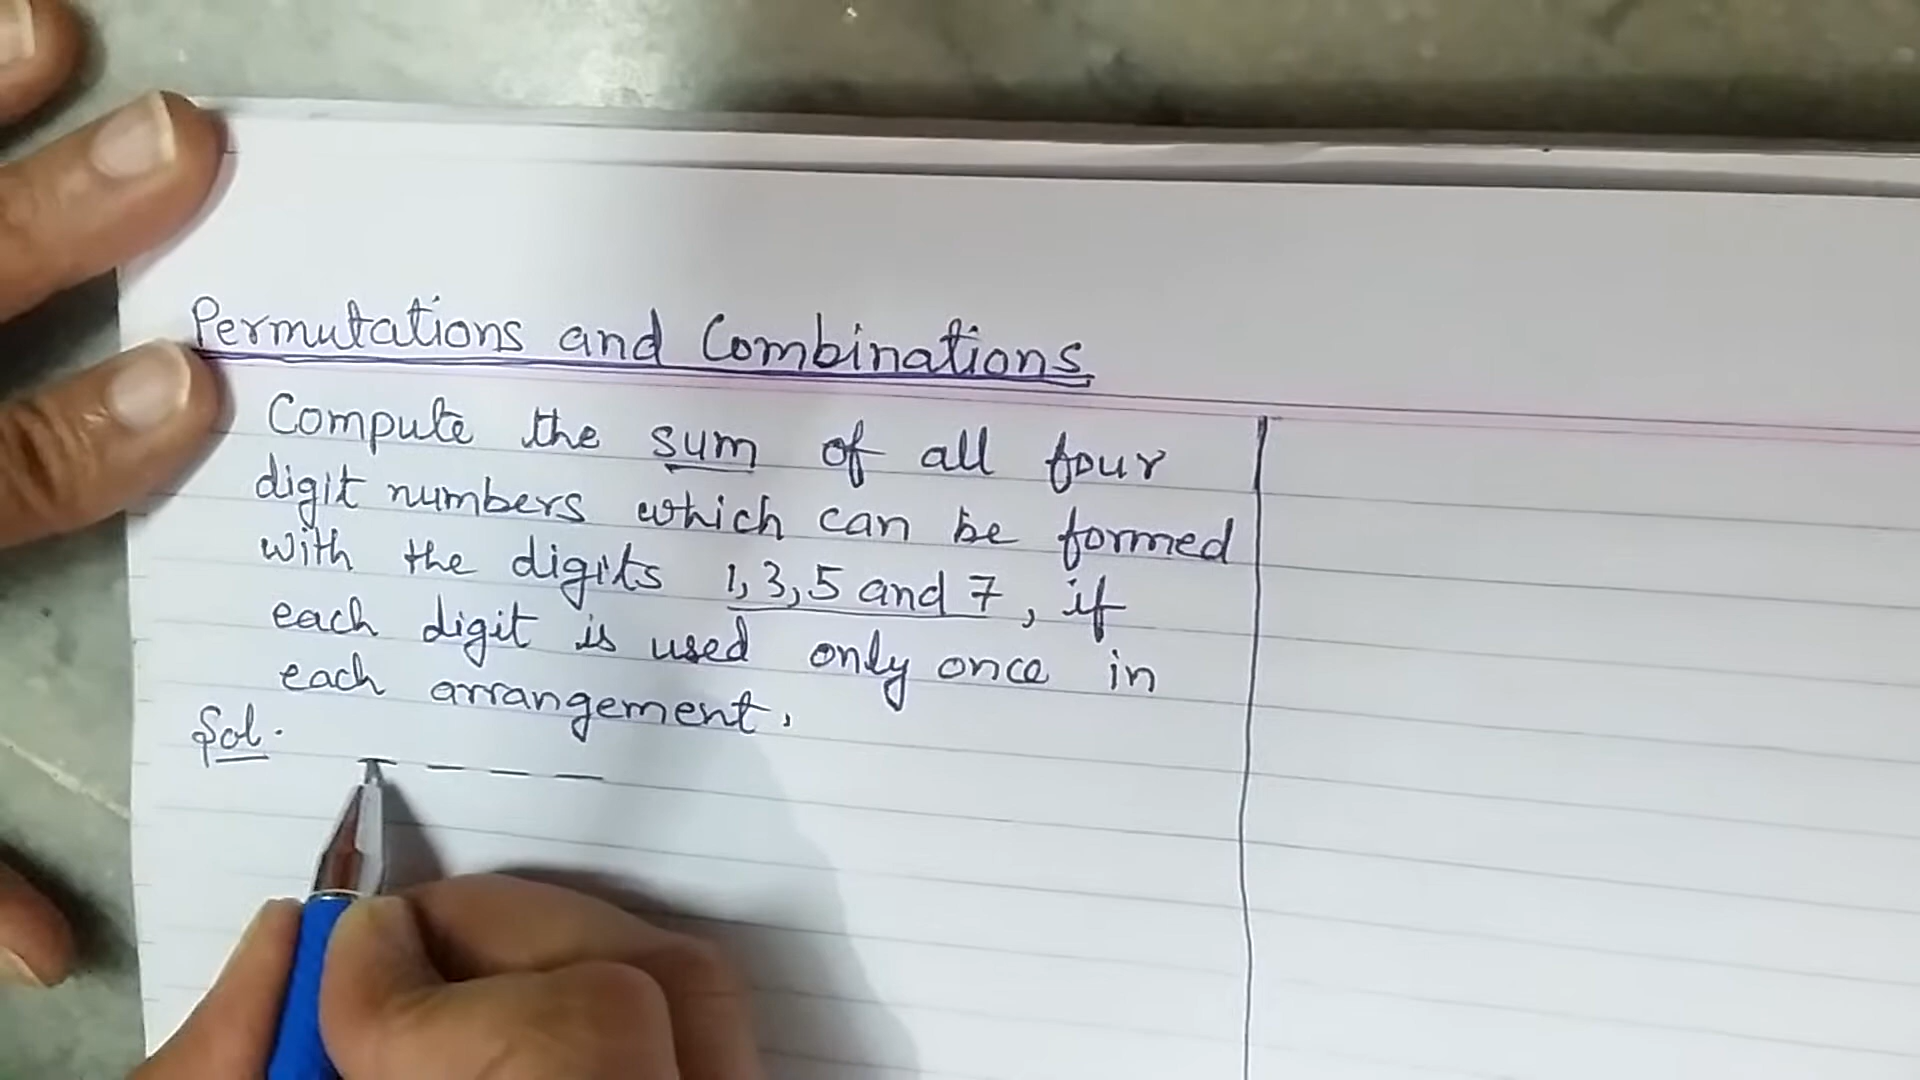 Permutations and Combinations
Compute the sum of all four
digit numbers which can be formed
with the digits 1, 3, 5 and 7, if
each digit is used only once in
each arrangement.
Sol.